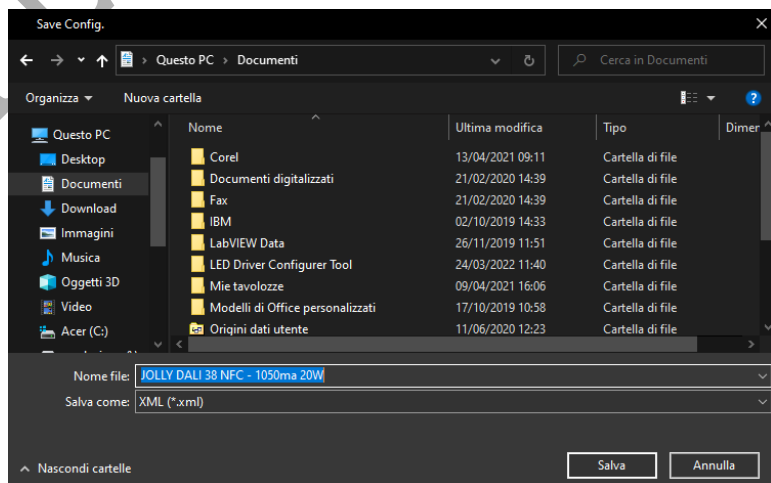 Save Config.
Questo PC > Documenti
Cerca in Documenti
Organizza
Nuova cartella
Questo PC
Desktop
Documenti
Download
Immagini
Musica
Oggetti 3D
Video
Acer (C:)
Nome Ultima modifica Tipo Dimer
Corel 13/04/2021 09:11 Cartella di file
Documenti digitalizzati 21/02/2020 14:39 Cartella di file
Fax 21/02/2020 14:39 Cartella di file
IBM 02/10/2019 14:33 Cartella di file
LabVIEW Data 26/11/2019 11:51 Cartella di file
LED Driver Configurer Tool 24/03/2022 11:40 Cartella di file
Mie tavolozze 09/04/2021 16:06 Cartella di file
Modelli di Office personalizzati 17/10/2019 10:58 Cartella di file
Origini dati utente 11/06/2020 12:23 Cartella di file
Nome file: JOLLY DALI 38 NFC - 1050ma 20W
Salva come: XML (*.xml)
Nascondi cartelle
Salva
Annulla